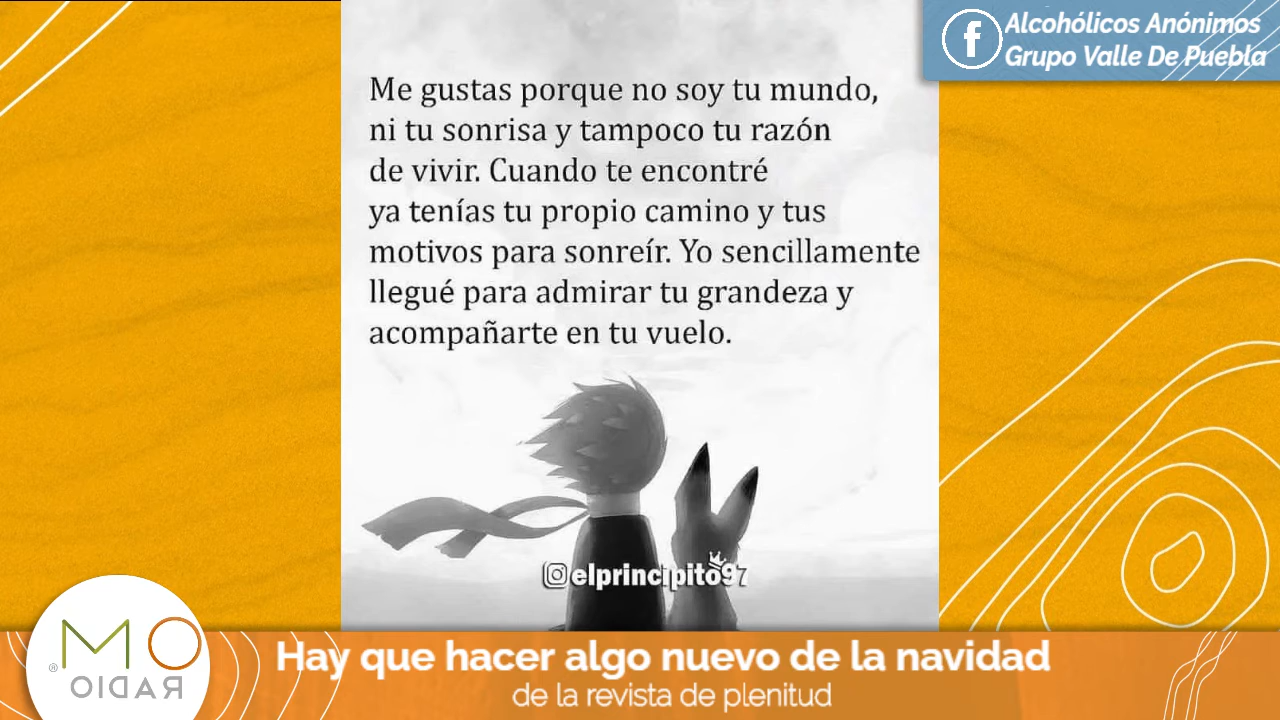 Alcohólicos Anónimos
Grupo Valle De Puebla
Me gustas porque no soy tu mundo,
ni tu sonrisa y tampoco tu razón
de vivir. Cuando te encontré
ya tenías tu propio camino y tus
motivos para sonreír. Yo sencillamente
llegué para admirar tu grandeza y
acompañarte en tu vuelo.
elprincipito97
OM
RADIO
®
Hay que hacer algo nuevo de la navidad
de la revista de plenitud